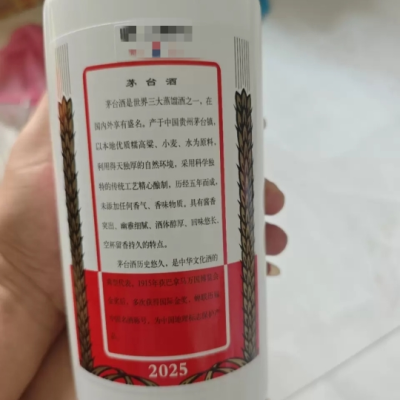 茅台酒
茅台酒是世界三大蒸馏酒之一，在
国内外享有盛名。产于中国贵州茅台镇，
以本地优质糯高粱、小麦、水为原料，
利用得天独厚的自然环境，采用科学独
特的传统工艺精心酿制，历经五年而成，
未添加任何香气、香味物质。具有酱香
突出、幽雅细腻、酒体醇厚、回味悠长、
空杯留香持久的特点。
茅台酒历史悠久，是中华文化酒的
1915年
2025